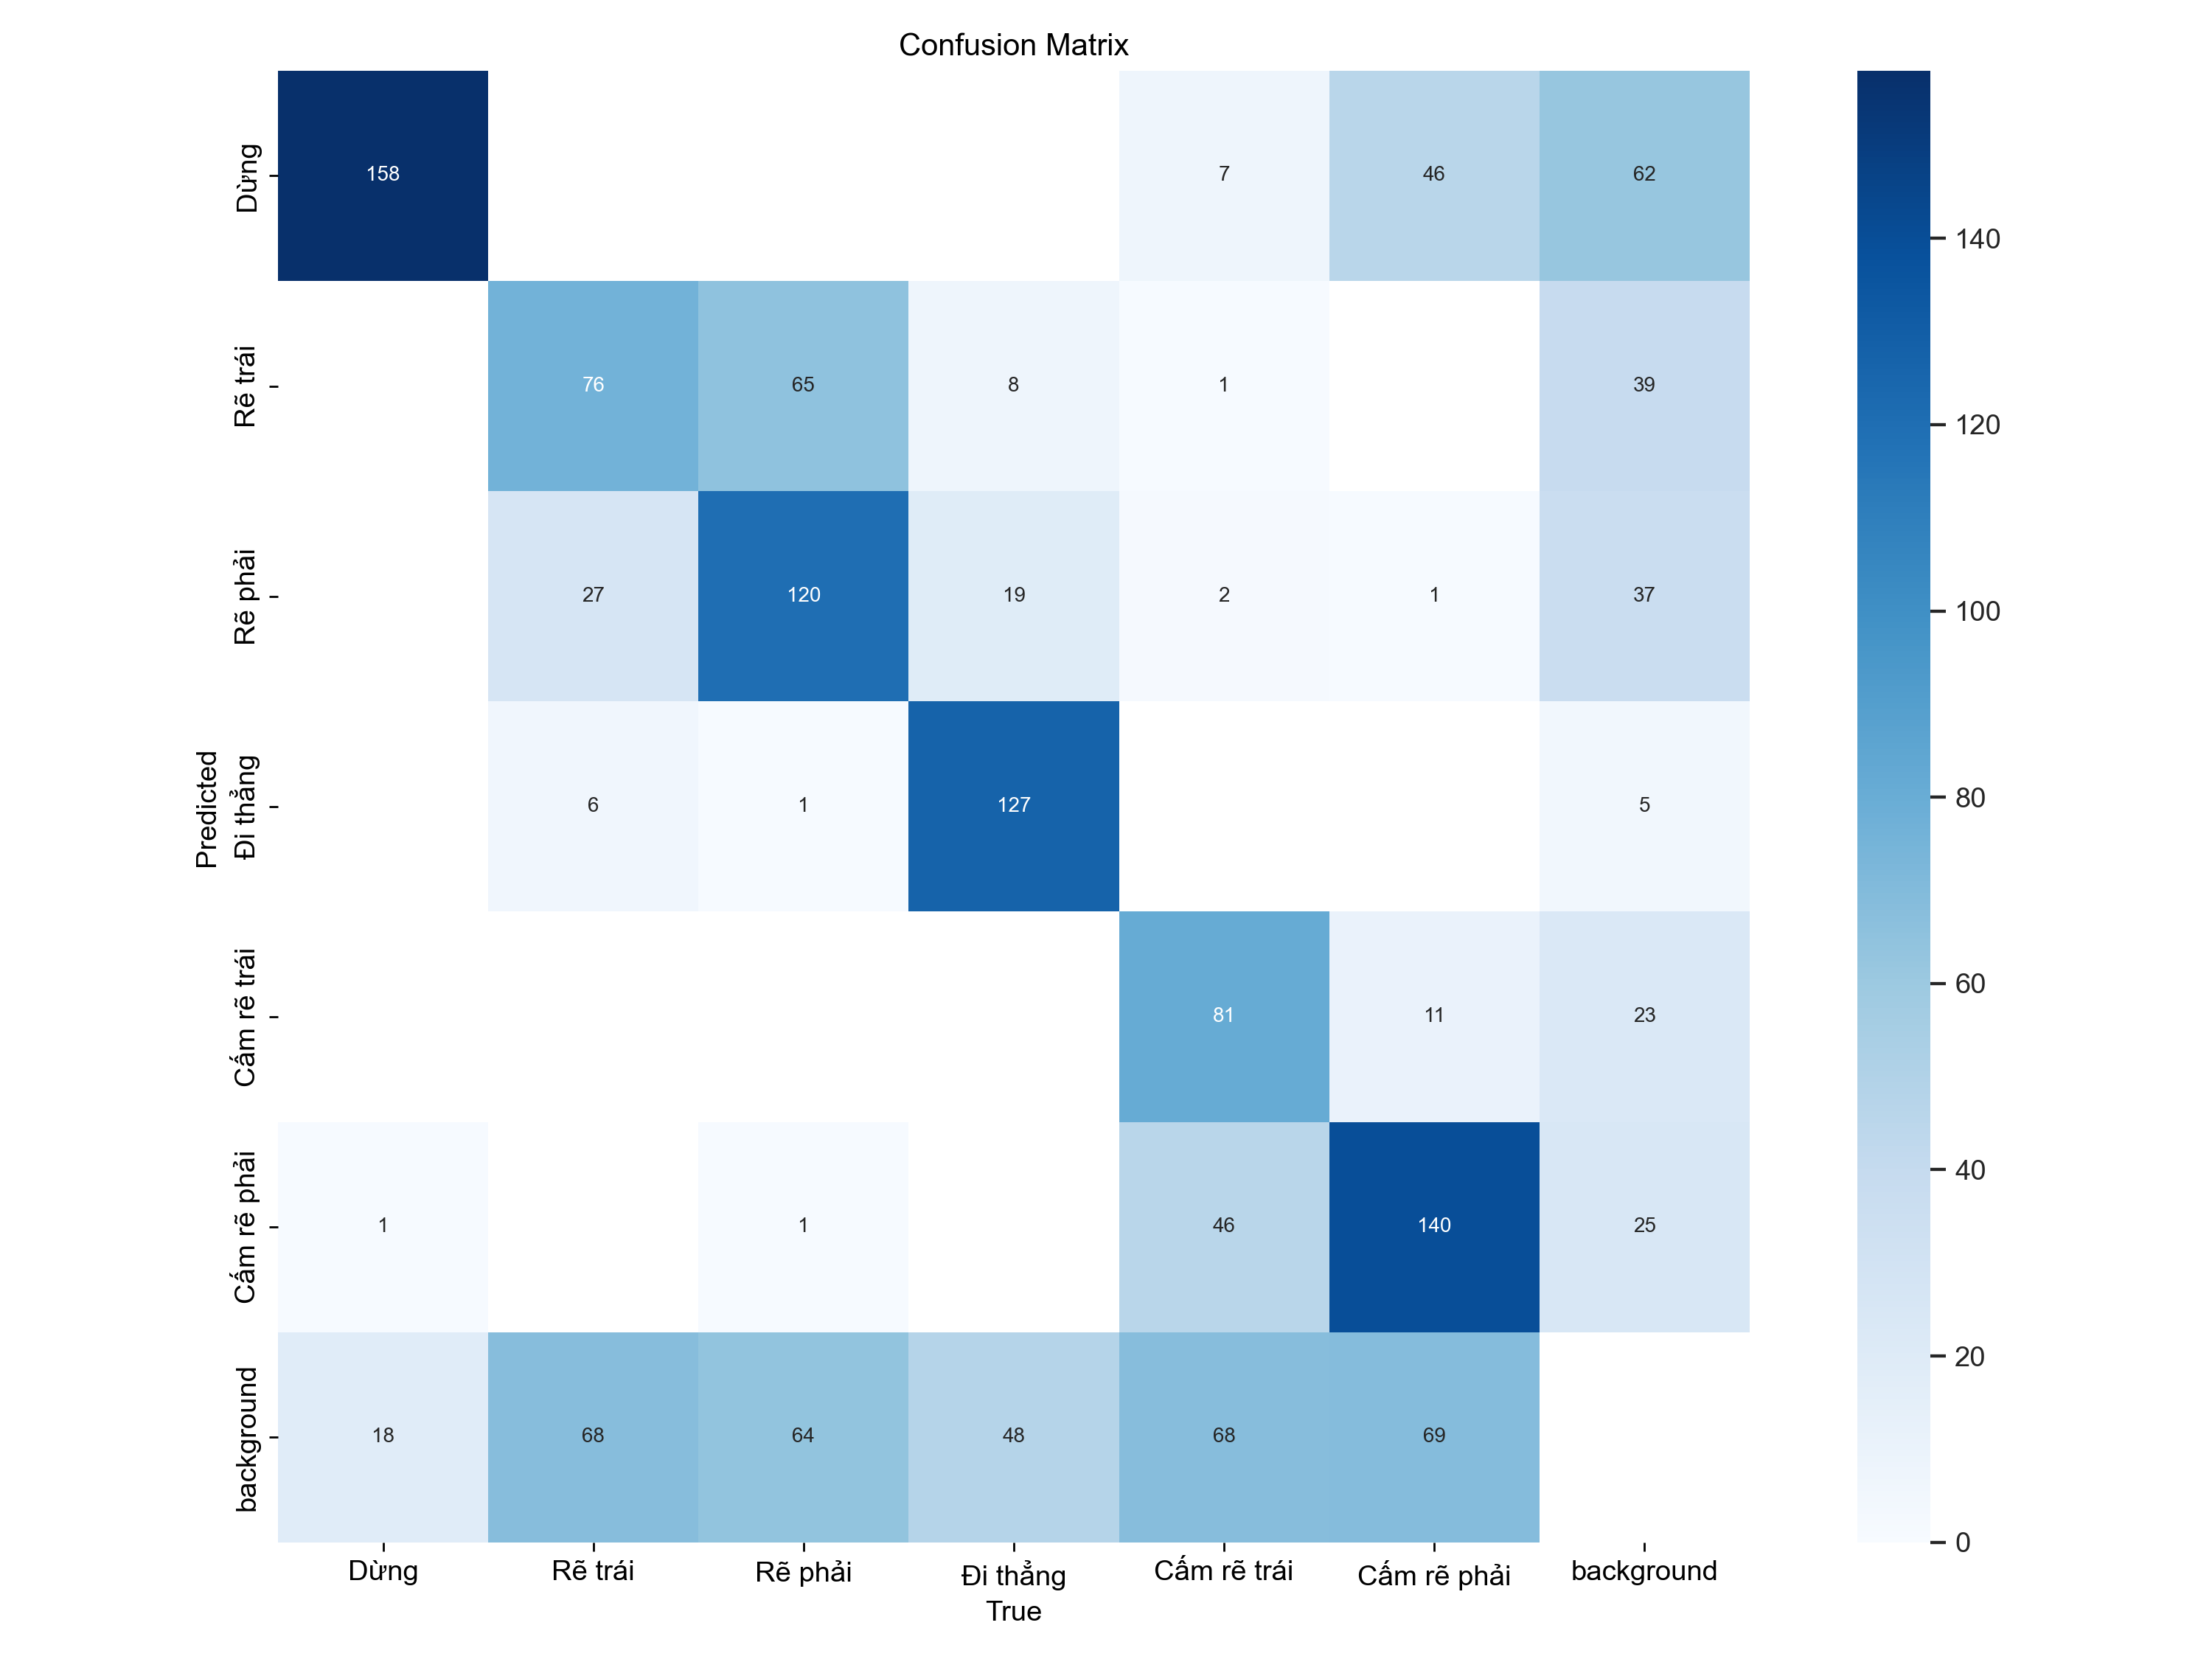 Confusion Matrix
Predicted
Dừng 158 7 46 62
Rẽ trái 76 65 8 1 39
Rẽ phải 27 120 19 2 1 37
Đi thẳng 6 1 127 5
Cấm rẽ trái 81 11 23
Cấm rẽ phải 1 1 46 140 25
background 18 68 64 48 68 69
Dừng Rẽ trái Rẽ phải Đi thẳng Cấm rẽ trái Cấm rẽ phải background
True
140
120
100
80
60
40
20
0